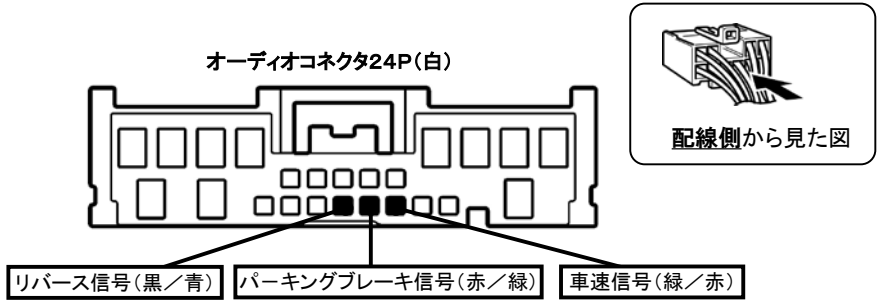 オーディオコネクタ24P（白）
配線側から見た図
リバース信号（黒／青）
パーキングブレーキ信号（赤／緑）
車速信号（緑／赤）